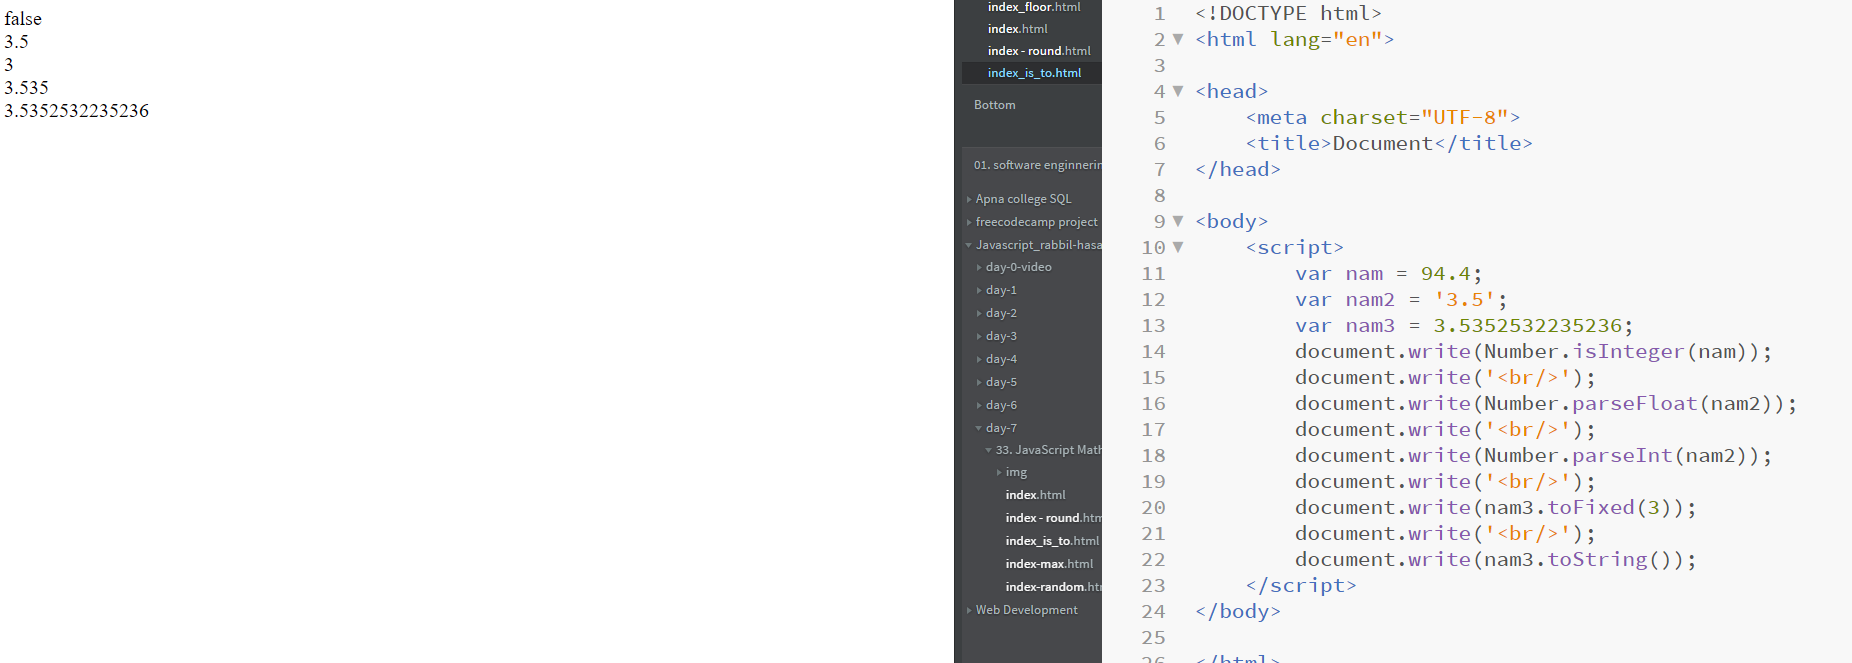 false
3.5
3
3.535
3.5352532235236
index_floor.html
index.html
index - round.html
index_is_to.html
Bottom
01. software enginnerin
Apna college SQL
freecodecamp project
Javascript_rabbil-hasa
day-0-video
day-1
day-2
day-3
day-4
day-5
day-6
day-7
33. JavaScript Math
img
index.html
index - round.htm
index_is_to.html
index-max.html
index-random.htm
Web Development
1 <!DOCTYPE html>
2 <html lang="en">
3
4 <head>
5 <meta charset="UTF-8">
6 <title>Document</title>
7 </head>
8
9 <body>
10 <script>
11 var nam = 94.4;
12 var nam2 = '3.5';
13 var nam3 = 3.5352532235236;
14 document.write(Number.isInteger(nam));
15 document.write('<br/>');
16 document.write(Number.parseFloat(nam2));
17 document.write('<br/>');
18 document.write(Number.parseInt(nam2));
19 document.write('<br/>');
20 document.write(nam3.toFixed(3));
21 document.write('<br/>');
22 document.write(nam3.toString());
23 </script>
24 </body>
25
26 </html>